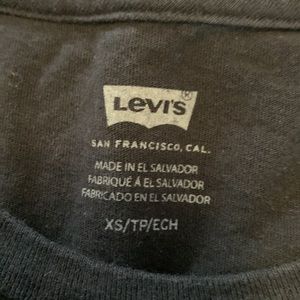 Levi's®
SAN FRANCISCO, CAL.
MADE IN EL SALVADOR
FABRIQUÉ Á EL SALVADOR
FABRICADO EN EL SALVADOR
XS/TP/ECH